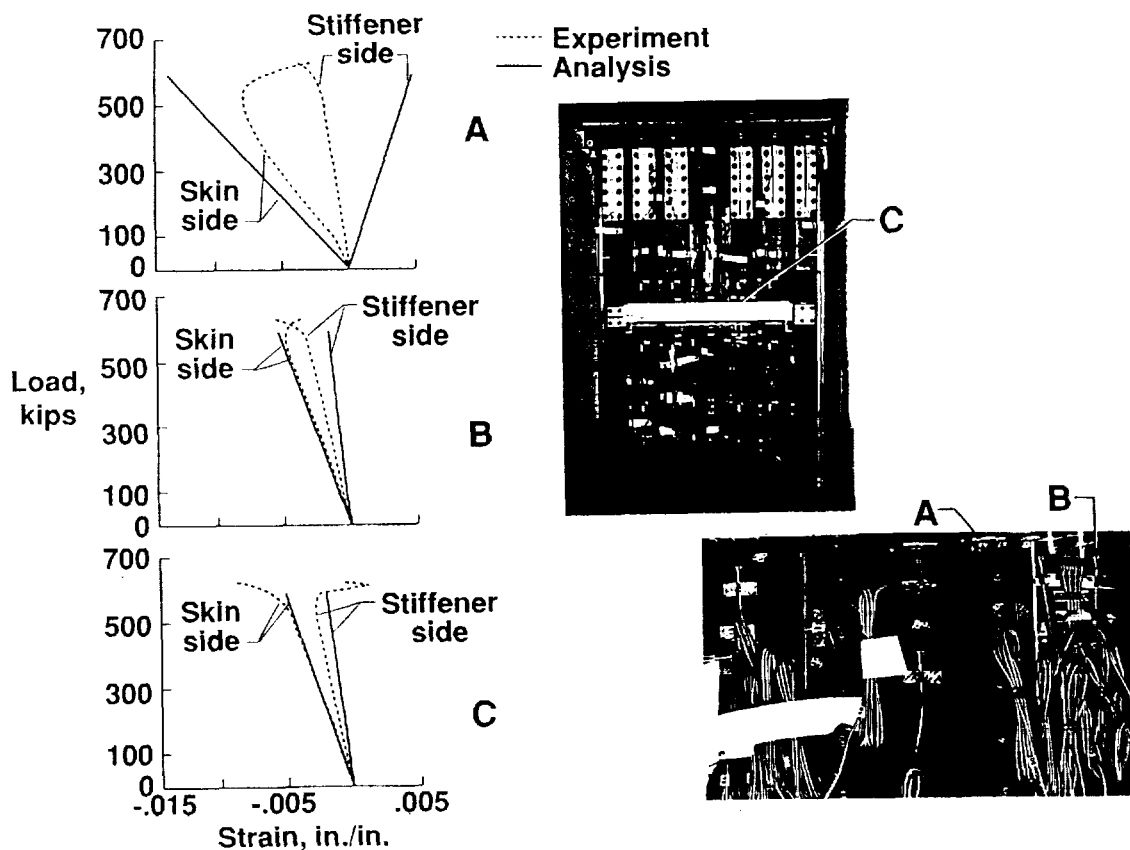 Stiffener
side
Experiment
Analysis
700
500
300
100
0
Skin
side
A
700
500
300
100
0
Skin
side
Stiffener
side
B
Load,
kips
700
500
300
100
0
Skin
side
Stiffener
side
C
-.015
-.005
.005
Strain, in./in.
C
A
B